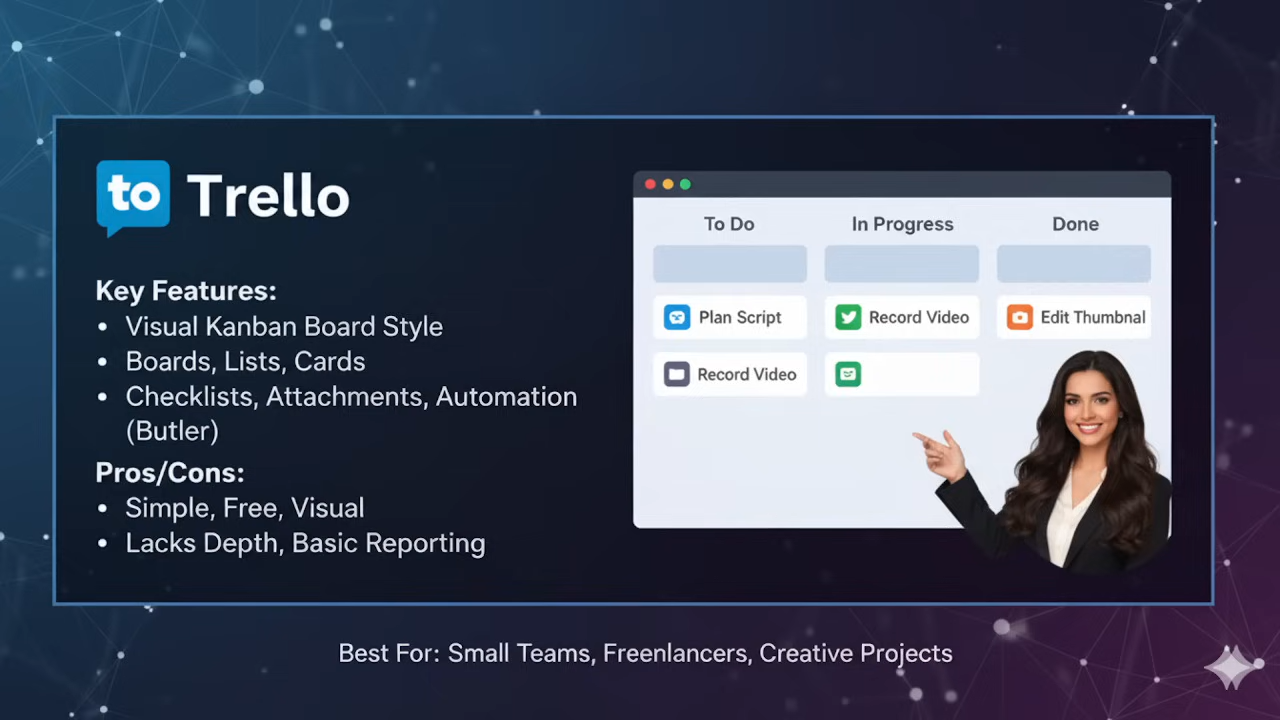 to Trello
Key Features:
• Visual Kanban Board Style
• Boards, Lists, Cards
• Checklists, Attachments, Automation
(Butler)
Pros/Cons:
• Simple, Free, Visual
• Lacks Depth, Basic Reporting
To Do
In Progress
Done
Plan Script
Record Video
Edit Thumbnal
Record Video
Best For: Small Teams, Freenlancers, Creative Projects